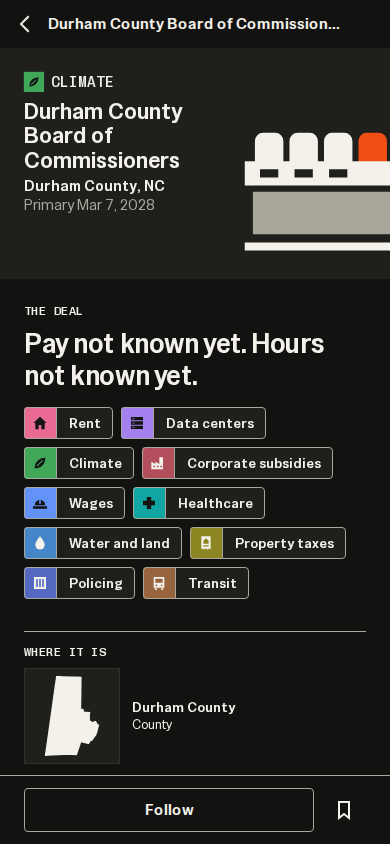 Durham County Board of Commission...
CLIMATE
Durham County
Board of
Commissioners
Durham County, NC
Primary Mar 7, 2028
THE DEAL
Pay not known yet. Hours
not known yet.
Rent
Data centers
Climate
Corporate subsidies
Wages
Healthcare
Water and land
Property taxes
Policing
Transit
WHERE IT IS
Durham County
County
Follow